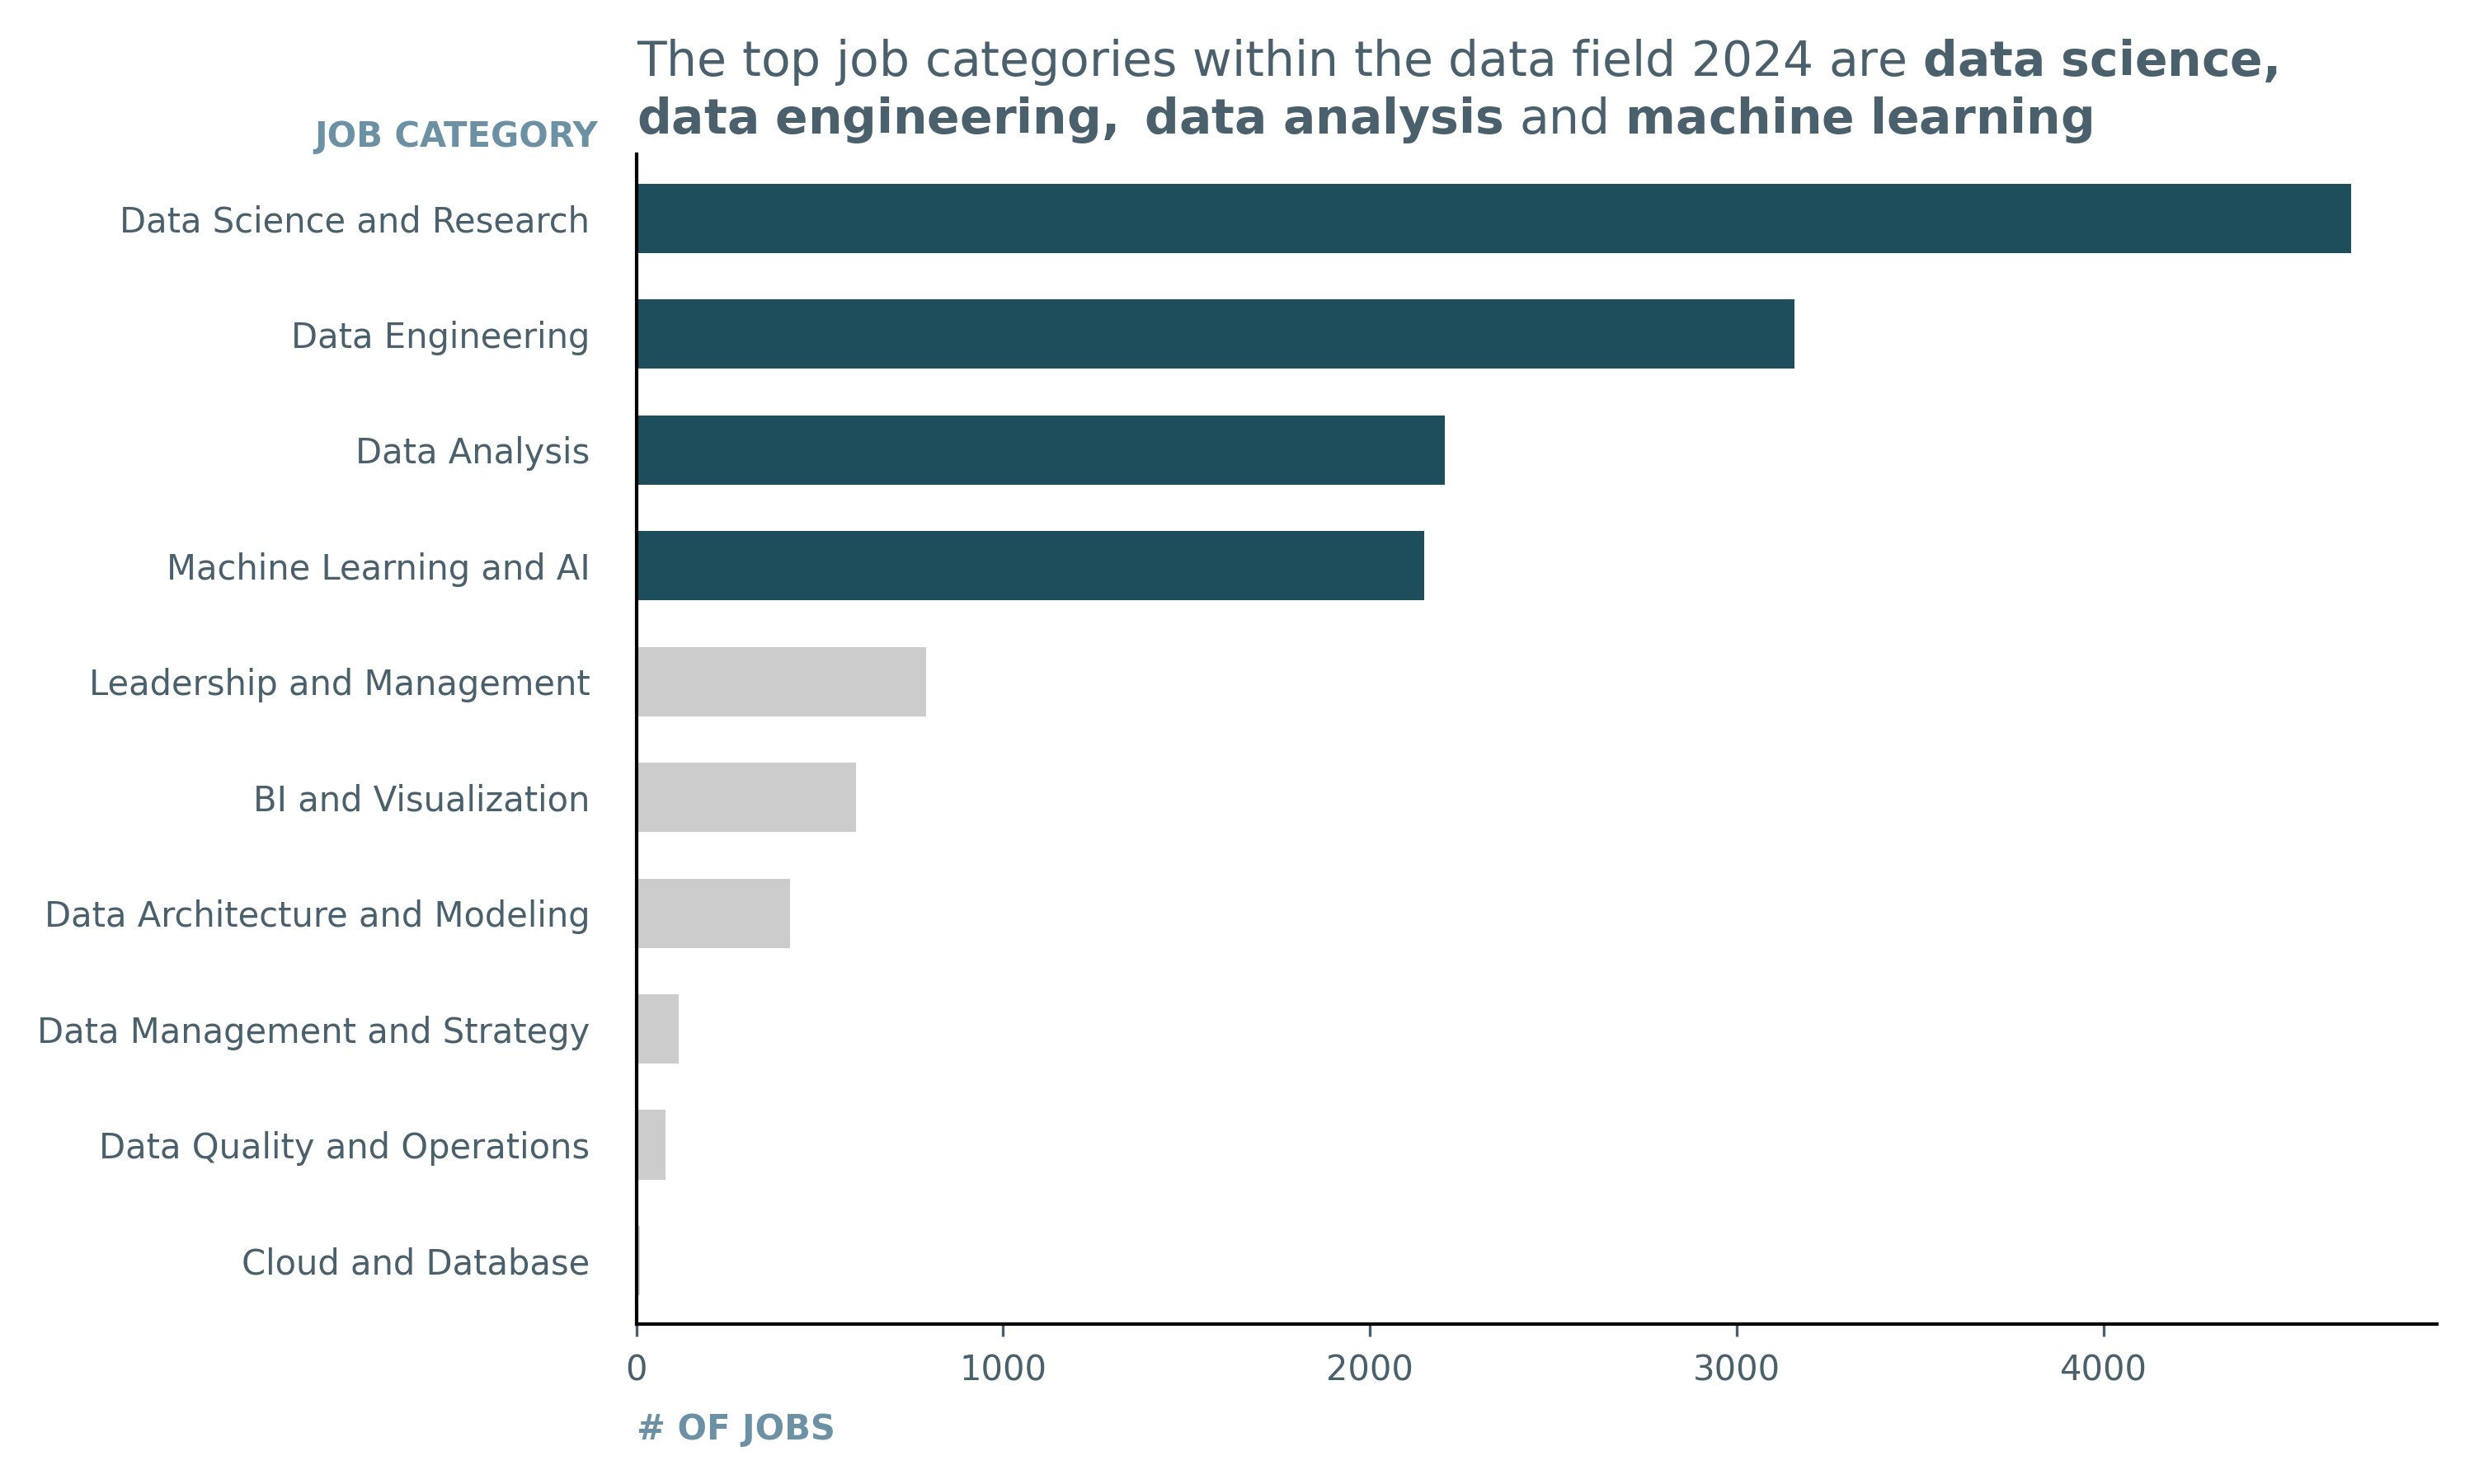 The top job categories within the data field 2024 are data science,
data engineering, data analysis and machine learning
JOB CATEGORY
Data Science and Research
Data Engineering
Data Analysis
Machine Learning and AI
Leadership and Management
BI and Visualization
Data Architecture and Modeling
Data Management and Strategy
Data Quality and Operations
Cloud and Database
0 1000 2000 3000 4000
# OF JOBS